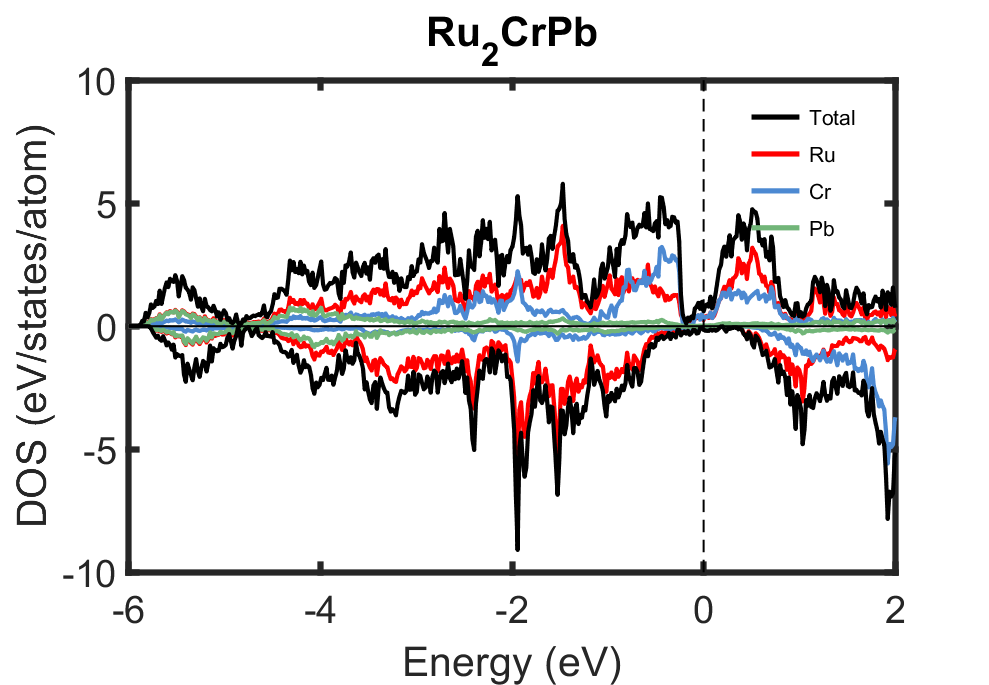 Ru2CrPb
10
5
0
-5
-10
DOS (eV/states/atom)
Total
Ru
Cr
Pb
-6 -4 -2 0 2
Energy (eV)